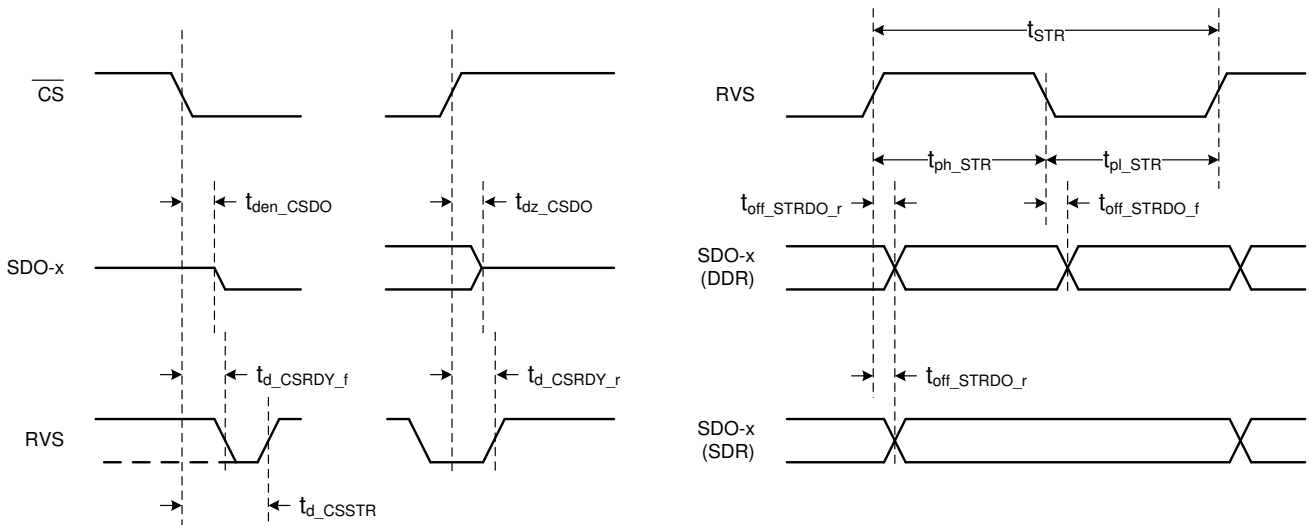 CS
t_den_CSDO
t_dz_CSDO
SDO-x
t_d_CSRDY_f
t_d_CSRDY_r
RVS
t_d_CSSTR
t_STR
RVS
t_ph_STR
t_pl_STR
t_off_STRDO_r
t_off_STRDO_f
SDO-x
(DDR)
t_off_STRDO_r
SDO-x
(SDR)